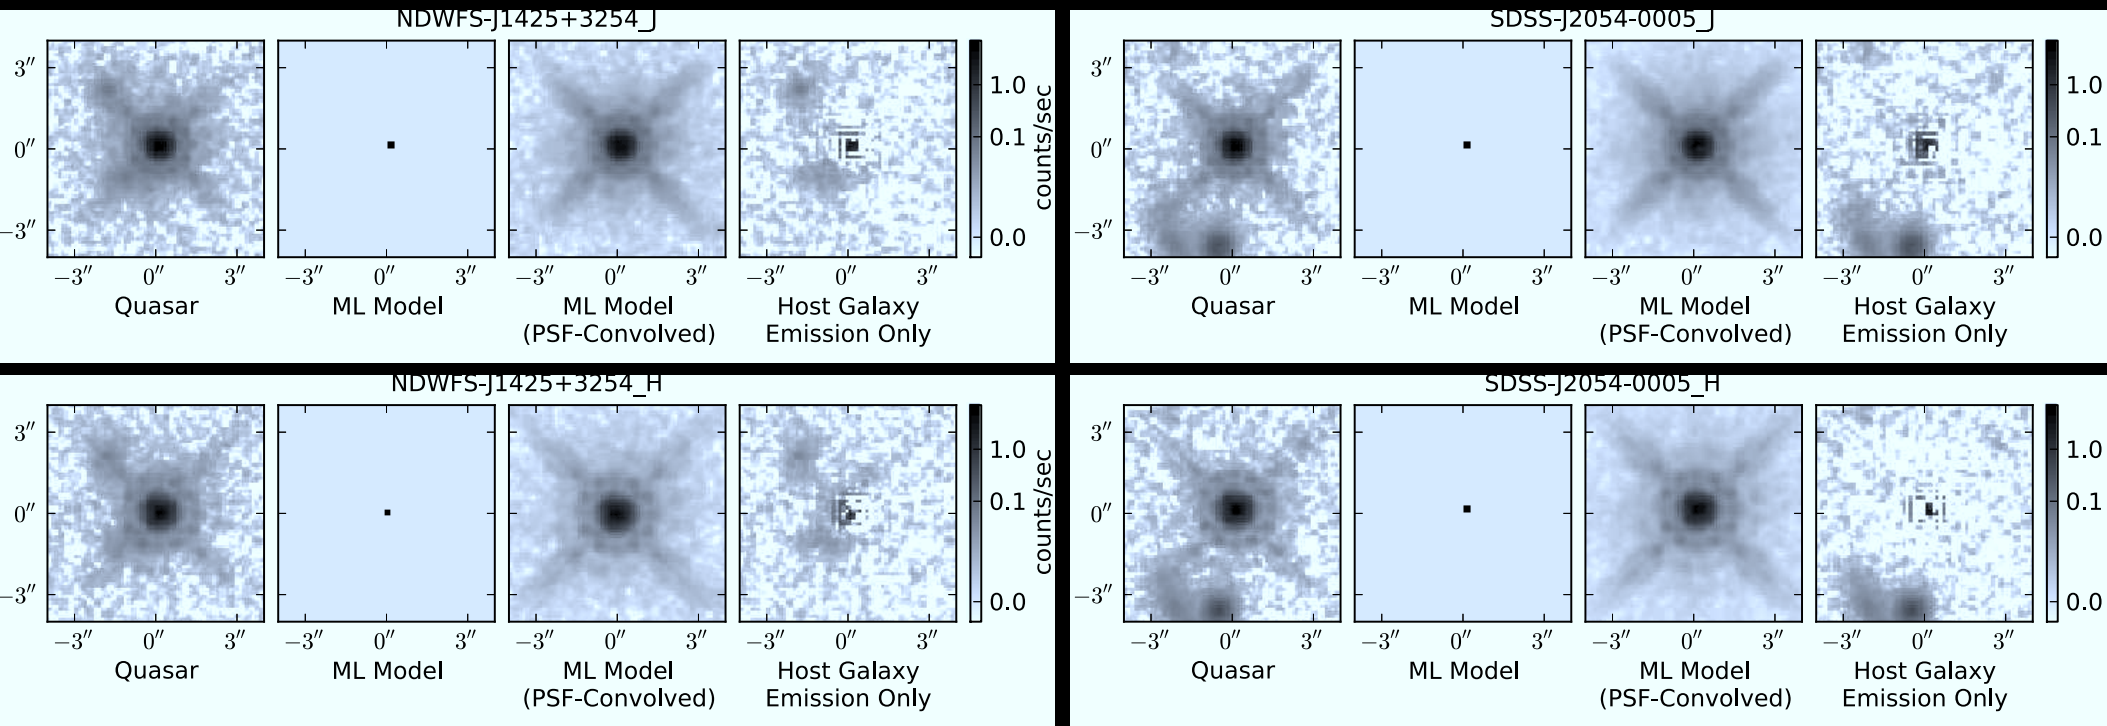 NDWFS-J1425+3254_J
3″
0″
−3″
−3″ 0″ 3″
−3″ 0″ 3″
−3″ 0″ 3″
−3″ 0″ 3″
1.0
0.1
0.0
counts/sec
Quasar
ML Model
ML Model
(PSF-Convolved)
Host Galaxy
Emission Only
SDSS-J2054-0005_J
3″
0″
−3″
−3″ 0″ 3″
−3″ 0″ 3″
−3″ 0″ 3″
−3″ 0″ 3″
1.0
0.1
0.0
Quasar
ML Model
ML Model
(PSF-Convolved)
Host Galaxy
Emission Only
NDWFS-J1425+3254_H
3″
0″
−3″
−3″ 0″ 3″
−3″ 0″ 3″
−3″ 0″ 3″
−3″ 0″ 3″
1.0
0.1
0.0
counts/sec
Quasar
ML Model
ML Model
(PSF-Convolved)
Host Galaxy
Emission Only
SDSS-J2054-0005_H
3″
0″
−3″
−3″ 0″ 3″
−3″ 0″ 3″
−3″ 0″ 3″
−3″ 0″ 3″
1.0
0.1
0.0
Quasar
ML Model
ML Model
(PSF-Convolved)
Host Galaxy
Emission Only